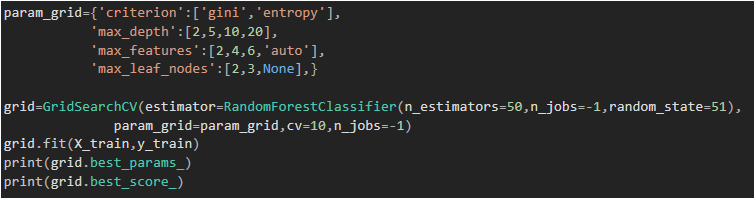 param_grid={'criterion':['gini','entropy'],
'max_depth':[2,5,10,20],
'max_features':[2,4,6,'auto'],
'max_leaf_nodes':[2,3,None],}
grid=GridSearchCV(estimator=RandomForestClassifier(n_estimators=50,n_jobs=-1,random_state=51),
param_grid=param_grid,cv=10,n_jobs=-1)
grid.fit(X_train,y_train)
print(grid.best_params_)
print(grid.best_score_)